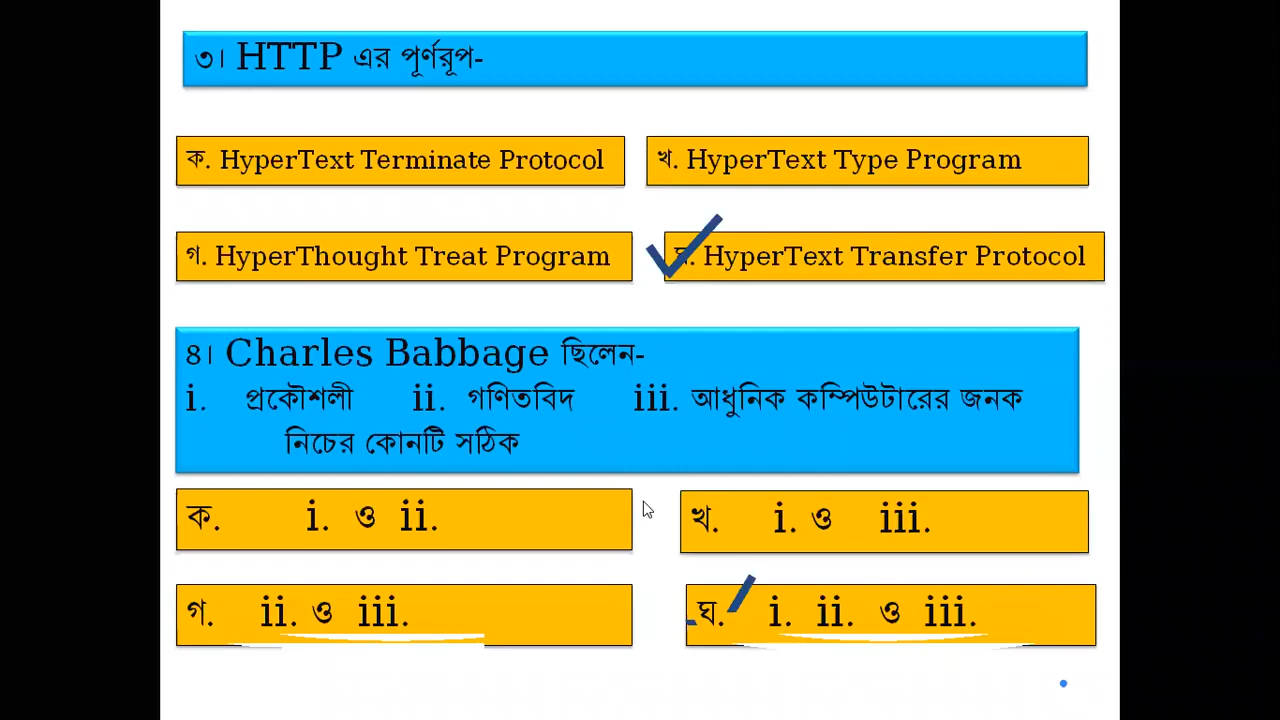 ৩। HTTP এর পূর্ণরূপ-
ক. HyperText Terminate Protocol
খ. HyperText Type Program
গ. HyperThought Treat Program
ঘ. HyperText Transfer Protocol
৪। Charles Babbage ছিলেন-
i. প্রকৌশলী ii. গণিতবিদ iii. আধুনিক কম্পিউটারের জনক
নিচের কোনটি সঠিক
ক. i. ও ii.
খ. i. ও iii.
গ. ii. ও iii.
ঘ. i. ii. ও iii.